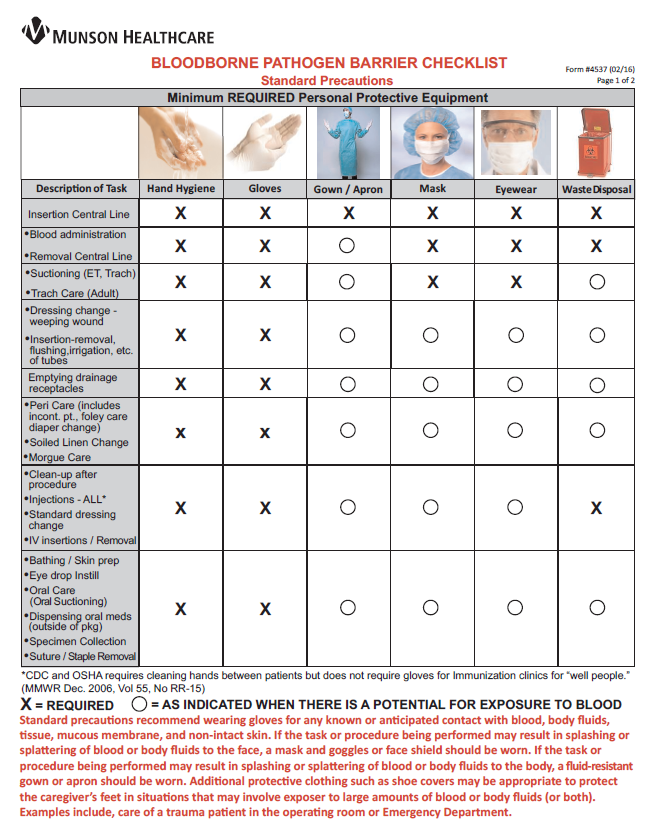 MUNSON HEALTHCARE
BLOODBORNE PATHOGEN BARRIER CHECKLIST
Standard Precautions
Form #4537 (02/16)
Page 1 of 2
Minimum REQUIRED Personal Protective Equipment
Description of Task Hand Hygiene Gloves Gown / Apron Mask Eyewear Waste Disposal
Insertion Central Line X X X X X X
•Blood administration
•Removal Central Line
X X ○ X X X
•Suctioning (ET, Trach)
•Trach Care (Adult)
X X ○ X X ○
•Dressing change -
weeping wound
•Insertion-removal,
flushing,irrigation, etc.
of tubes
X X ○ ○ ○ ○
Emptying drainage
receptacles
X X ○ ○ ○ ○
•Peri Care (includes
incont. pt., foley care
diaper change)
•Soiled Linen Change
•Morgue Care
X X ○ ○ ○ ○
•Clean-up after
procedure
•Injections - ALL*
•Standard dressing
change
•IV insertions / Removal
X X ○ ○ ○ X
•Bathing / Skin prep
•Eye drop Instill
•Oral Care
(Oral Suctioning)
•Dispensing oral meds
(outside of pkg)
•Specimen Collection
•Suture / Staple Removal
X X ○ ○ ○ ○
*CDC and OSHA requires cleaning hands between patients but does not require gloves for Immunization clinics for “well people.”
(MMWR Dec. 2006, Vol 55, No RR-15)
X = REQUIRED ○ = AS INDICATED WHEN THERE IS A POTENTIAL FOR EXPOSURE TO BLOOD
Standard precautions recommend wearing gloves for any known or anticipated contact with blood, body fluids,
tissue, mucous membrane, and non-intact skin. If the task or procedure being performed may result in splashing or
splattering of blood or body fluids to the face, a mask and goggles or face shield should be worn. If the task or
procedure being performed may result in splashing or splattering of blood or body fluids to the body, a fluid-resistant
gown or apron should be worn. Additional protective clothing such as shoe covers may be appropriate to protect
the caregiver’s feet in situations that may involve exposer to large amounts of blood or body fluids (or both).
Examples include, care of a trauma patient in the operating room or Emergency Department.